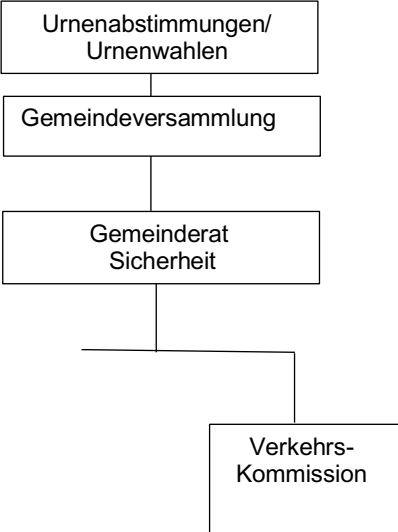 Urnenabstimmungen/
Urnenwahlen
Gemeindeversammlung
Gemeinderat
Sicherheit
Verkehrs-
Kommission